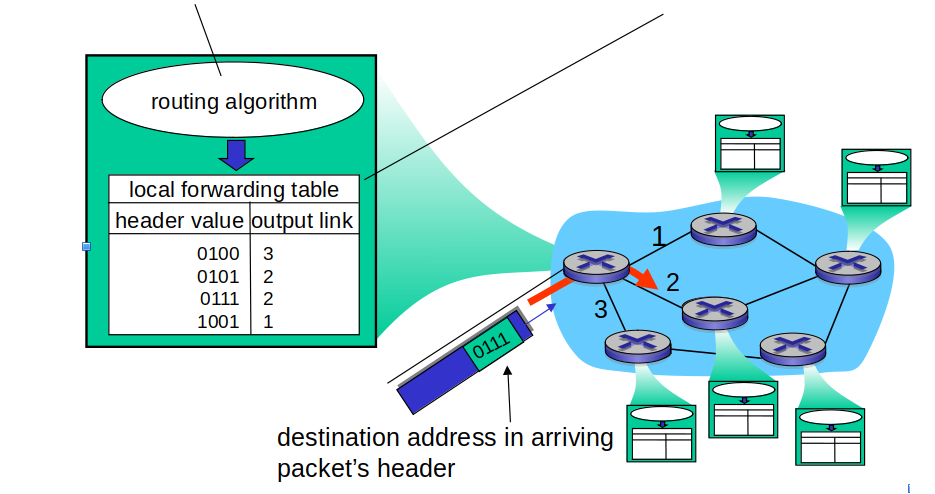 routing algorithm
local forwarding table
header value output link
0100 3
0101 2
0111 2
1001 1
1
2
3
0111
destination address in arriving
packet’s header